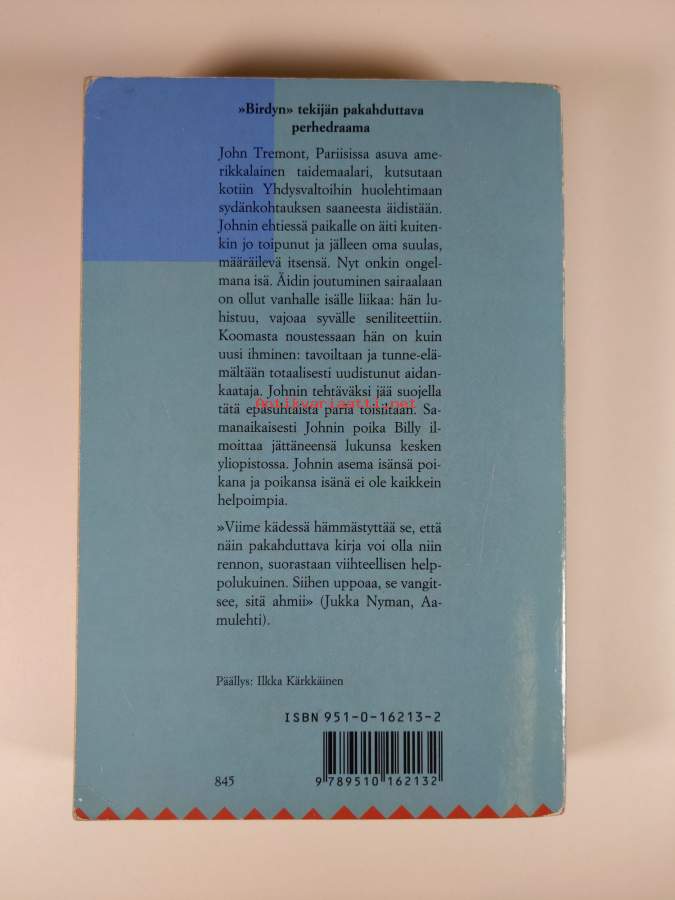 »Birdyn» tekijän pakahduttava
perhedraama
John Tremont, Pariisissa asuva ame-
rikkalainen taidemaalari, kutsutaan
kotiin Yhdysvaltoihin huolehtimaan
sydänkohtauksen saaneesta äidistään.
Johnin ehtiessä paikalle on äiti kuiten-
kin jo toipunut ja jälleen oma suulas,
määräilevä itsensä. Nyt onkin ongel-
mana isä. Äidin joutuminen sairaalaan
on ollut vanhalle isälle liikaa: hän lu-
histuu, vajoaa syvälle seniliteettiin.
Koomasta noustessaan hän on kuin
uusi ihminen: tavoiltaan ja tunne-elä-
mältään totaalisesti uudistunut aidan-
kaataja. Johnin tehtäväksi jää suojella
Antikvariaatti.net
tätä epäsuhtaista paria toisiltaan. Sa-
manaikaisesti Johnin poika Billy il-
moittaa jättäneensä lukunsa kesken
yliopistossa. Johnin asema isänsä poi-
kana ja poikansa isänä ei ole kaikkein
helpoimpia.
»Viime kädessä hämmästyttää se, että
näin pakahduttava kirja voi olla niin
rennon, suorastaan viihteellisen help-
polukuinen. Siihen uppoaa, se vangit-
see, sitä ahmii» (Jukka Nyman, Aa-
mulehti).
Päällys: Ilkka Kärkkäinen
ISBN 951-0-16213-2
845
9 789510 162132